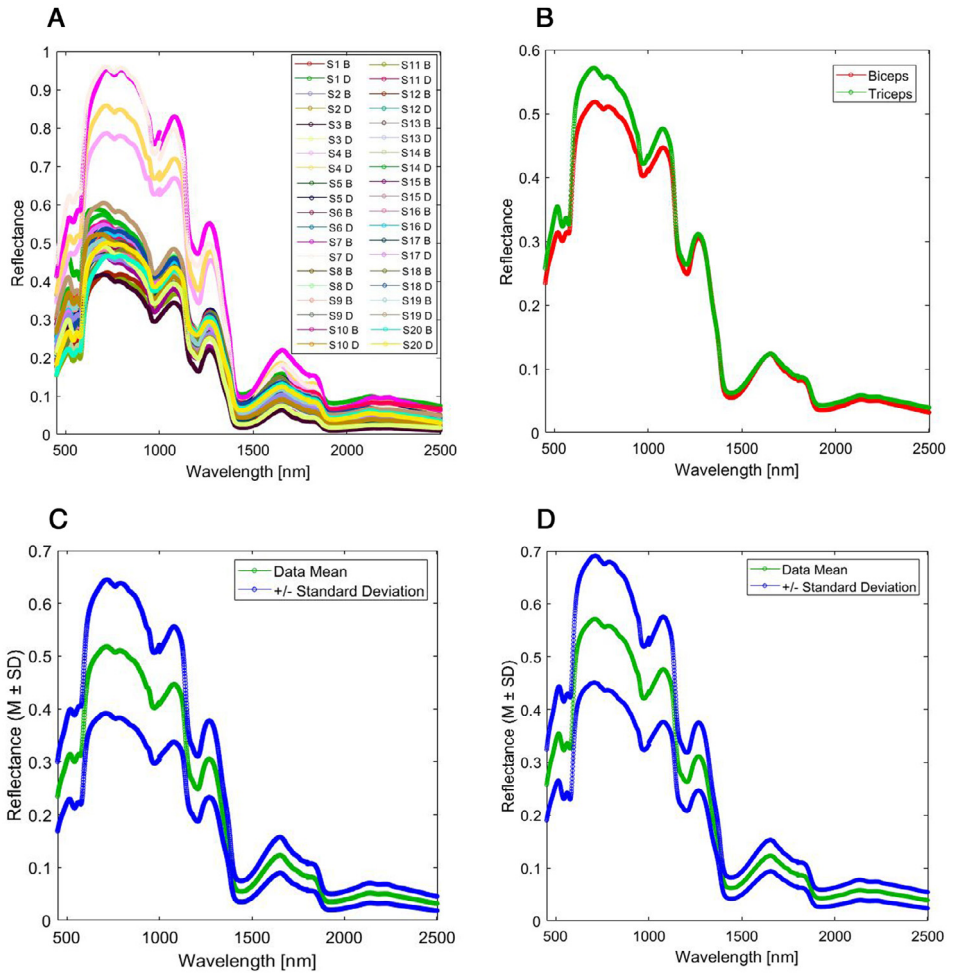 A
Reflectance
1
0.9
0.8
0.7
0.6
0.5
0.4
0.3
0.2
0.1
0
500
1000
1500
2000
2500
Wavelength [nm]
S1 B
S1 D
S2 B
S2 D
S3 B
S3 D
S4 B
S4 D
S5 B
S5 D
S6 B
S6 D
S7 B
S7 D
S8 B
S8 D
S9 B
S9 D
S10 B
S10 D
S11 B
S11 D
S12 B
S12 D
S13 B
S13 D
S14 B
S14 D
S15 B
S15 D
S16 B
S16 D
S17 B
S17 D
S18 B
S18 D
S19 B
S19 D
S20 B
S20 D
B
Reflectance
0.6
0.5
0.4
0.3
0.2
0.1
0
500
1000
1500
2000
2500
Wavelength [nm]
Biceps
Triceps
C
Reflectance (M ± SD)
0.7
0.6
0.5
0.4
0.3
0.2
0.1
0
500
1000
1500
2000
2500
Wavelength [nm]
Data Mean
+/- Standard Deviation
D
Reflectance (M ± SD)
0.7
0.6
0.5
0.4
0.3
0.2
0.1
0
500
1000
1500
2000
2500
Wavelength [nm]
Data Mean
+/- Standard Deviation